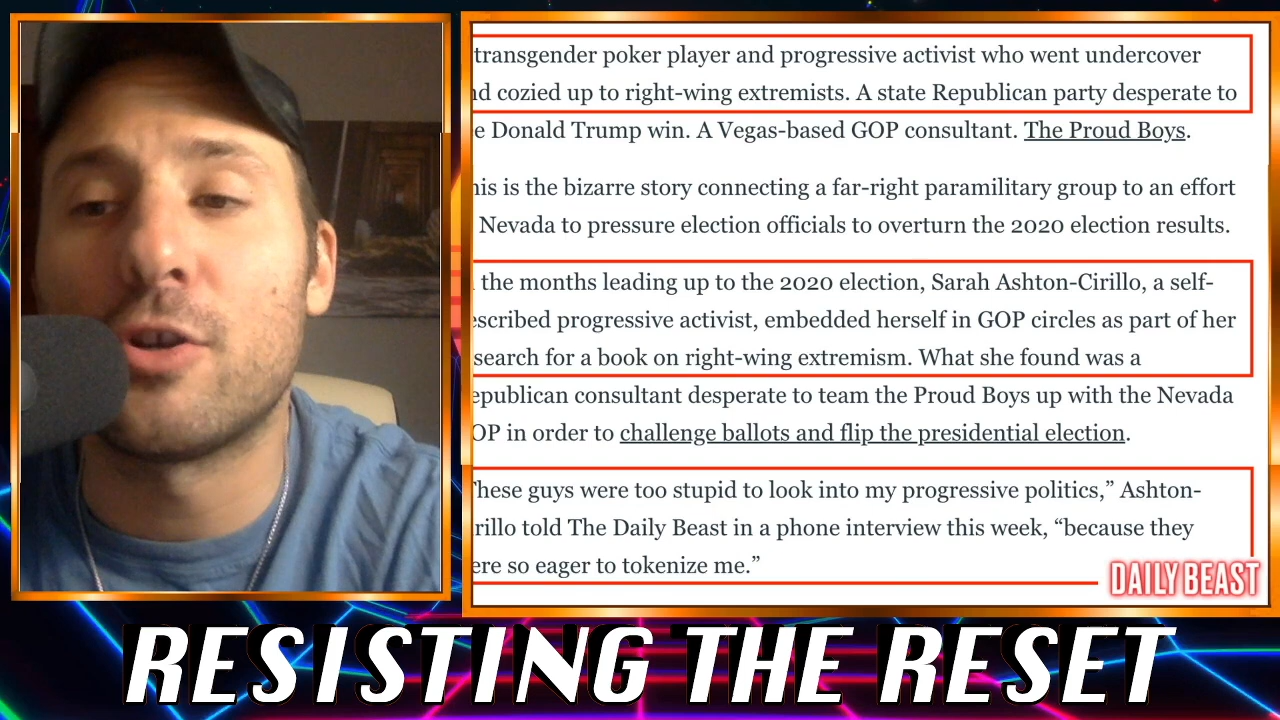 transgender poker player and progressive activist who went undercover
nd cozied up to right-wing extremists. A state Republican party desperate to
e Donald Trump win. A Vegas-based GOP consultant. The Proud Boys.
his is the bizarre story connecting a far-right paramilitary group to an effort
Nevada to pressure election officials to overturn the 2020 election results.
the months leading up to the 2020 election, Sarah Ashton-Cirillo, a self-
escribed progressive activist, embedded herself in GOP circles as part of her
search for a book on right-wing extremism. What she found was a
epublican consultant desperate to team the Proud Boys up with the Nevada
OP in order to challenge ballots and flip the presidential election.
These guys were too stupid to look into my progressive politics,” Ashton-
irillo told The Daily Beast in a phone interview this week, “because they
ere so eager to tokenize me.”
DAILY BEAST
RESISTING THE RESET